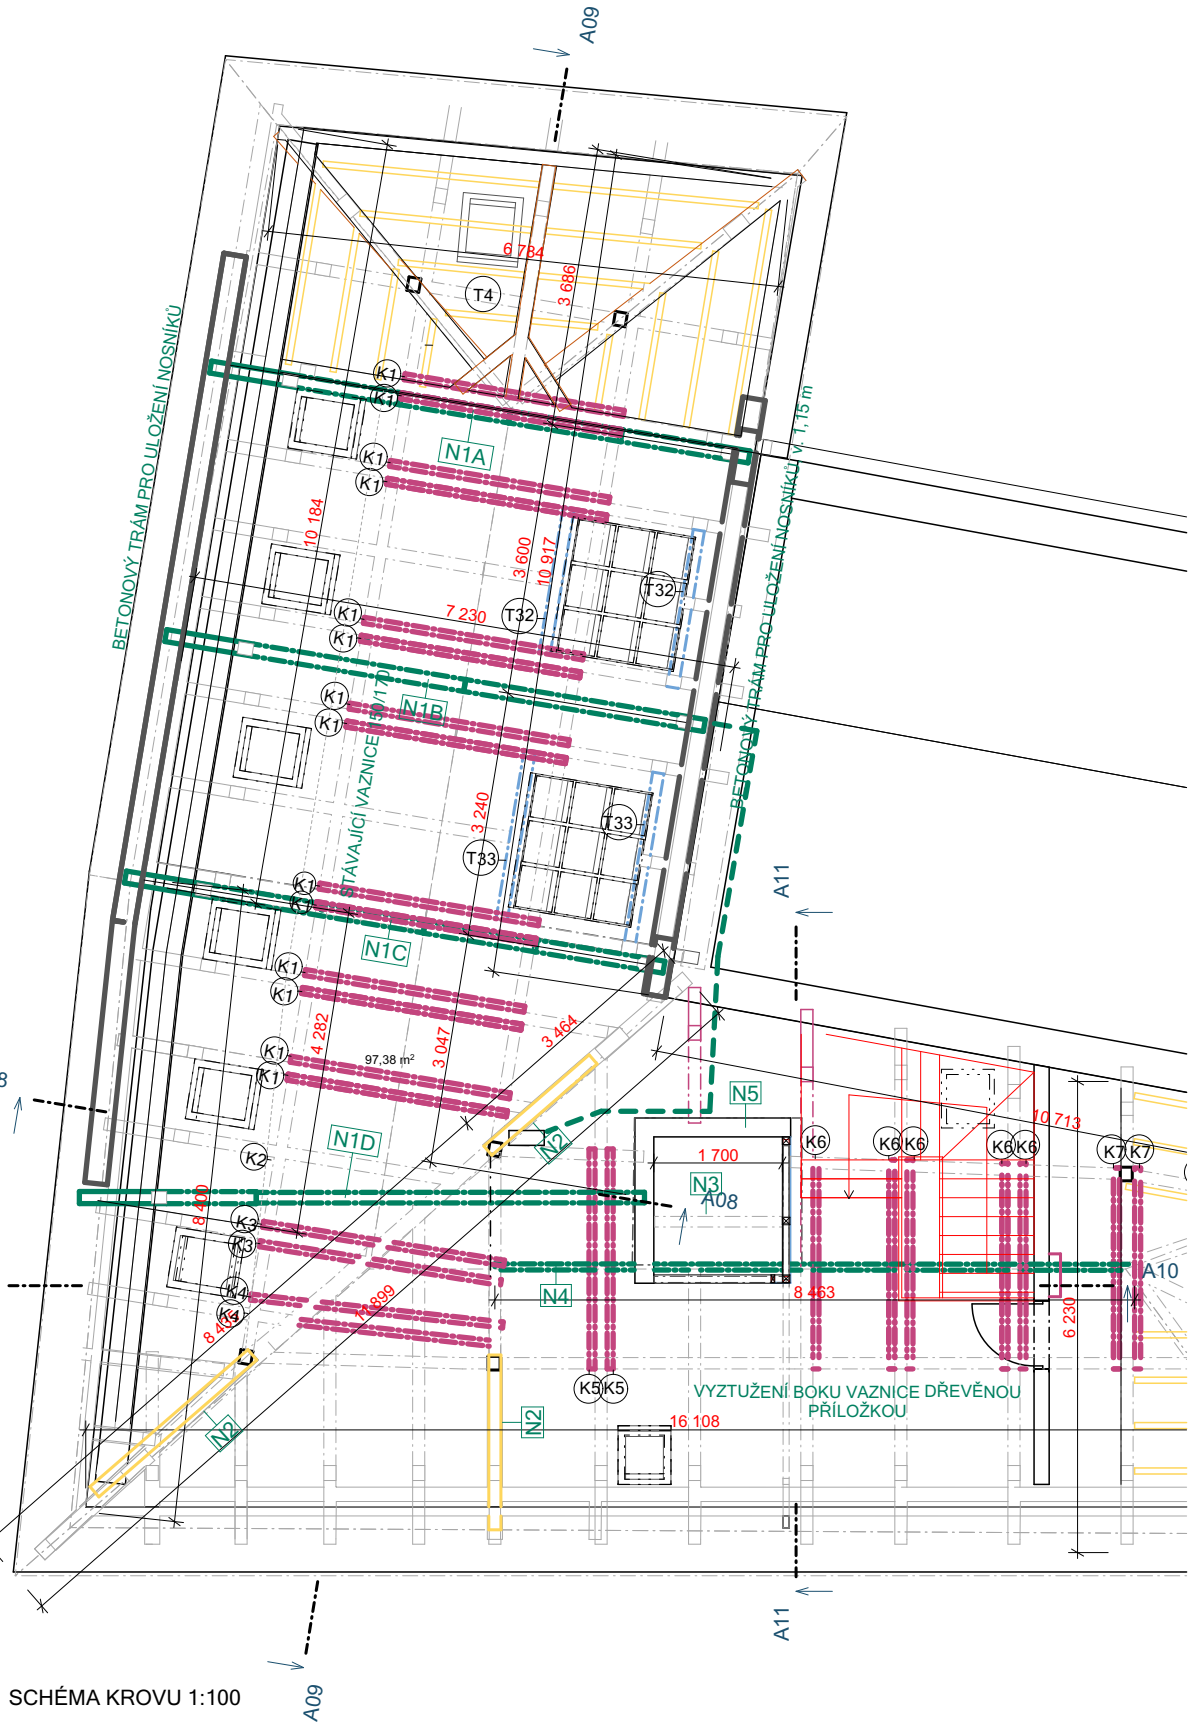 A09
6 784
3 686
T4
BETONOVÝ TRÁM PRO ULOŽENÍ NOSNÍKŮ
K1
K1
N1A
K1
K1
BETONOVÝ TRÁM PRO ULOŽENÍ NOSNÍKŮ v. 1,15 m
10 184
3 600
10 917
T32
T32
K1
K1
7 230
K1
K1
N1B
STÁVAJÍCÍ VAZNICE 150/170
3 240
T33
T33
K1
K1
N1C
A11
K1
K1
4 282
3 047
3 464
97,38 m²
K1
K1
N5
10 713
N1D
N2
K2
1 700
N3
A08
K6
K6
K6
K6
K6
K7
K7
8 400
K3
K3
K4
K4
11 899
N4
8 463
A10
6 230
K5
K5
VYZTUŽENÍ BOKU VAZNICE DŘEVĚNOU
PŘÍLOŽKOU
N2
N2
16 108
A11
A09
SCHÉMA KROVU 1:100